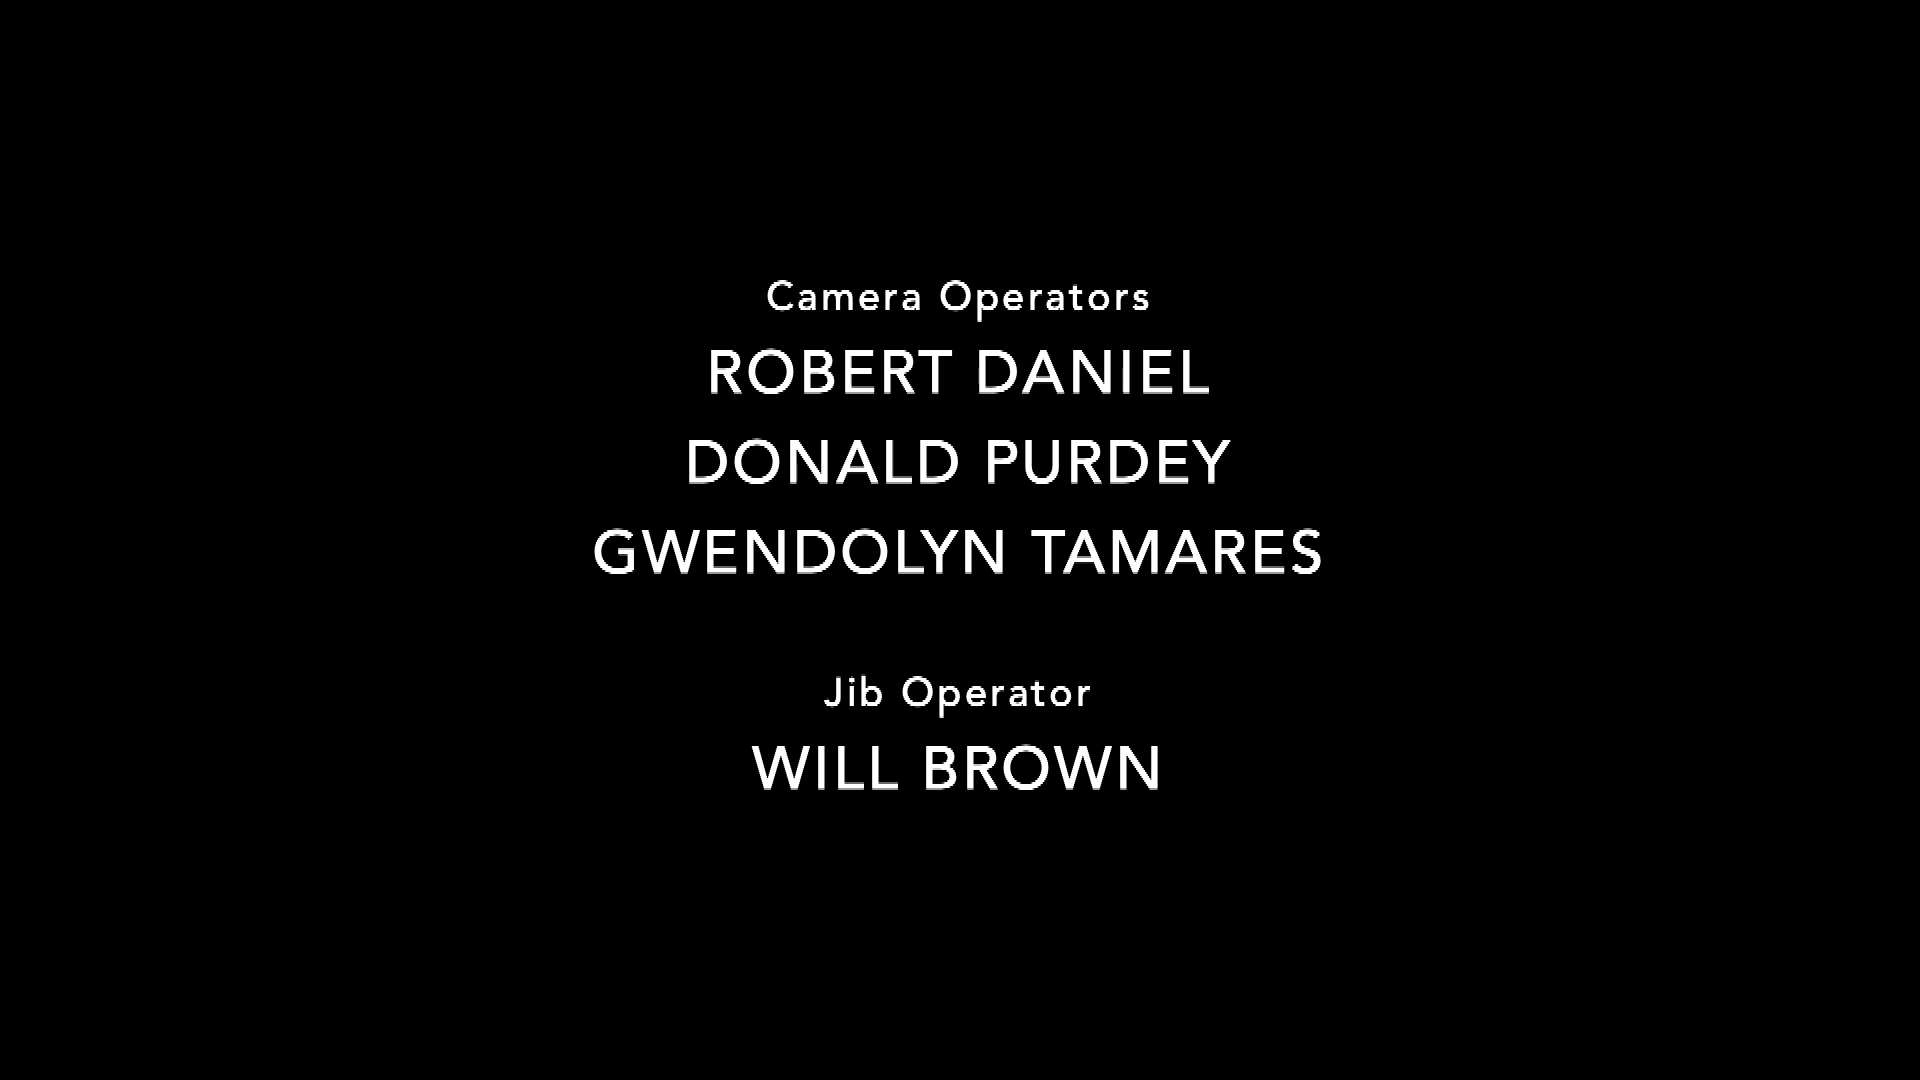 Camera Operators
ROBERT DANIEL
DONALD PURDEY
GWENDOLYN TAMARES
Jib Operator
WILL BROWN